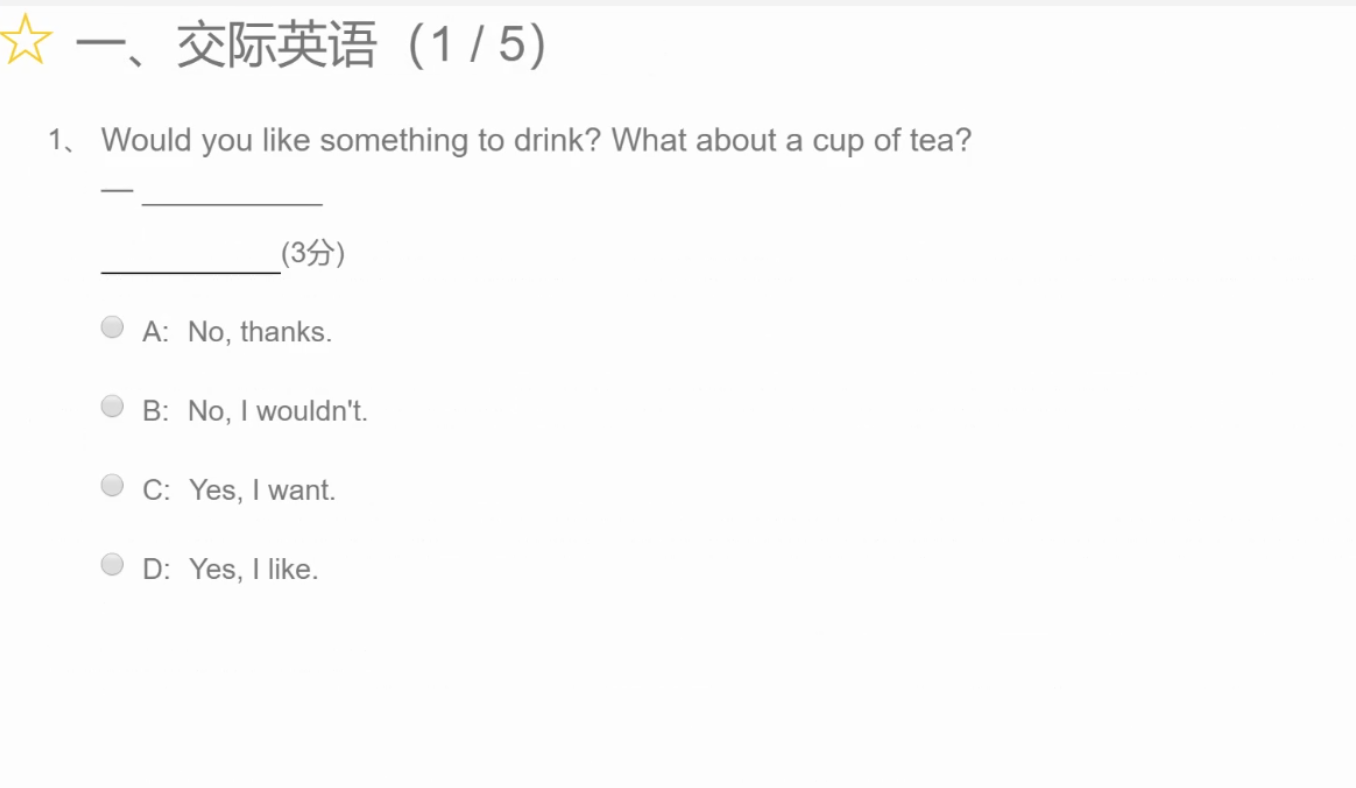 一、交际英语（1 / 5）
1、 Would you like something to drink? What about a cup of tea?
— ___________
___________(3分)
A: No, thanks.
B: No, I wouldn't.
C: Yes, I want.
D: Yes, I like.